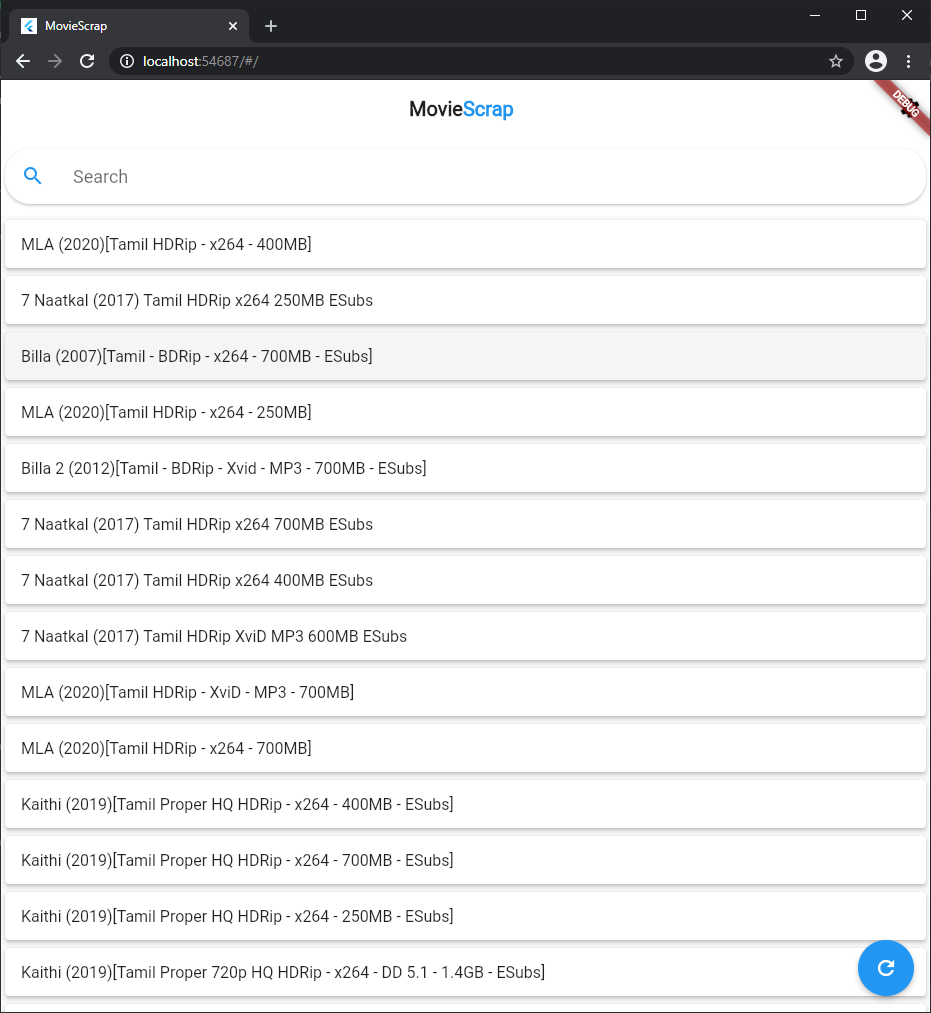 MovieScrap
localhost:54687/#/
MovieScrap
DEBUG
Search
MLA (2020)[Tamil HDRip - x264 - 400MB]
7 Naatkal (2017) Tamil HDRip x264 250MB ESubs
Billa (2007)[Tamil - BDRip - x264 - 700MB - ESubs]
MLA (2020)[Tamil HDRip - x264 - 250MB]
Billa 2 (2012)[Tamil - BDRip - Xvid - MP3 - 700MB - ESubs]
7 Naatkal (2017) Tamil HDRip x264 700MB ESubs
7 Naatkal (2017) Tamil HDRip x264 400MB ESubs
7 Naatkal (2017) Tamil HDRip XviD MP3 600MB ESubs
MLA (2020)[Tamil HDRip - XviD - MP3 - 700MB]
MLA (2020)[Tamil HDRip - x264 - 700MB]
Kaithi (2019)[Tamil Proper HQ HDRip - x264 - 400MB - ESubs]
Kaithi (2019)[Tamil Proper HQ HDRip - x264 - 700MB - ESubs]
Kaithi (2019)[Tamil Proper HQ HDRip - x264 - 250MB - ESubs]
Kaithi (2019)[Tamil Proper 720p HQ HDRip - x264 - DD 5.1 - 1.4GB - ESubs]